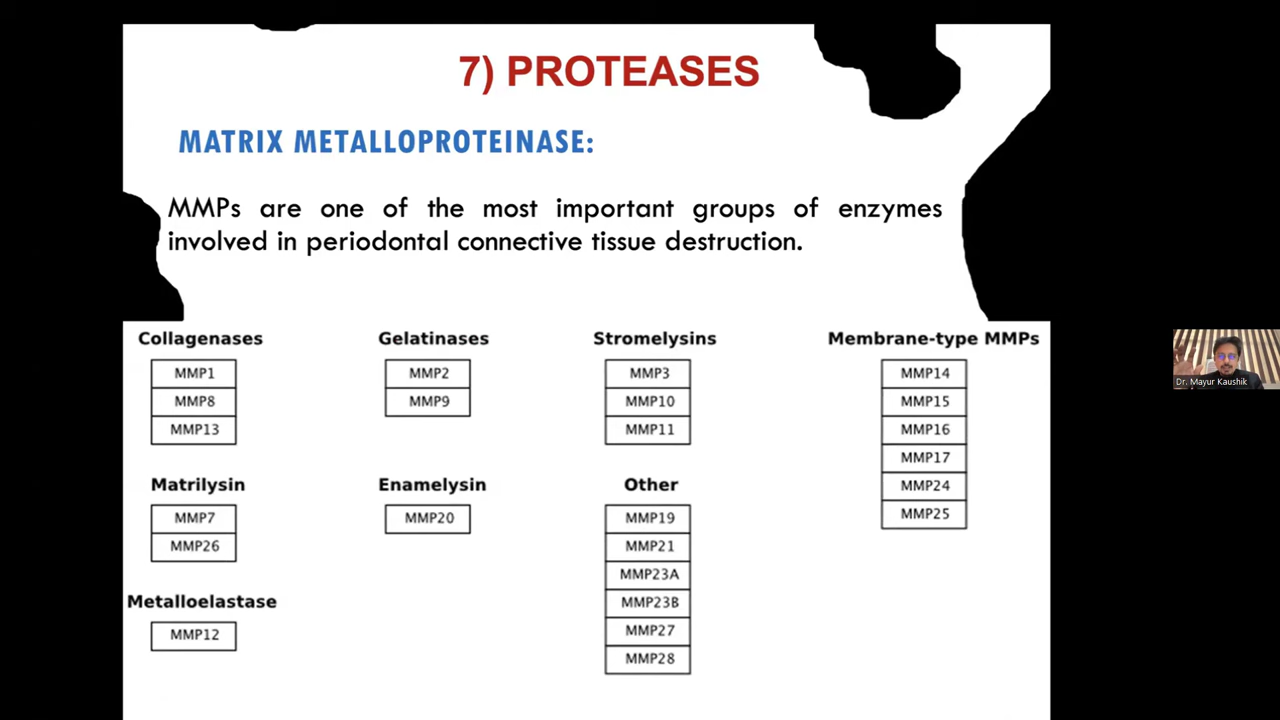 7) PROTEASES
MATRIX METALLOPROTEINASE:
MMPs are one of the most important groups of enzymes
involved in periodontal connective tissue destruction.
Collagenases
MMP1
MMP8
MMP13
Gelatinases
MMP2
MMP9
Stromelysins
MMP3
MMP10
MMP11
Membrane-type MMPs
MMP14
MMP15
MMP16
MMP17
MMP24
MMP25
Matrilysin
MMP7
MMP26
Enamelysin
MMP20
Other
MMP19
MMP21
MMP23A
MMP23B
MMP27
MMP28
Metalloelastase
MMP12
Dr. Mayur Kaushik